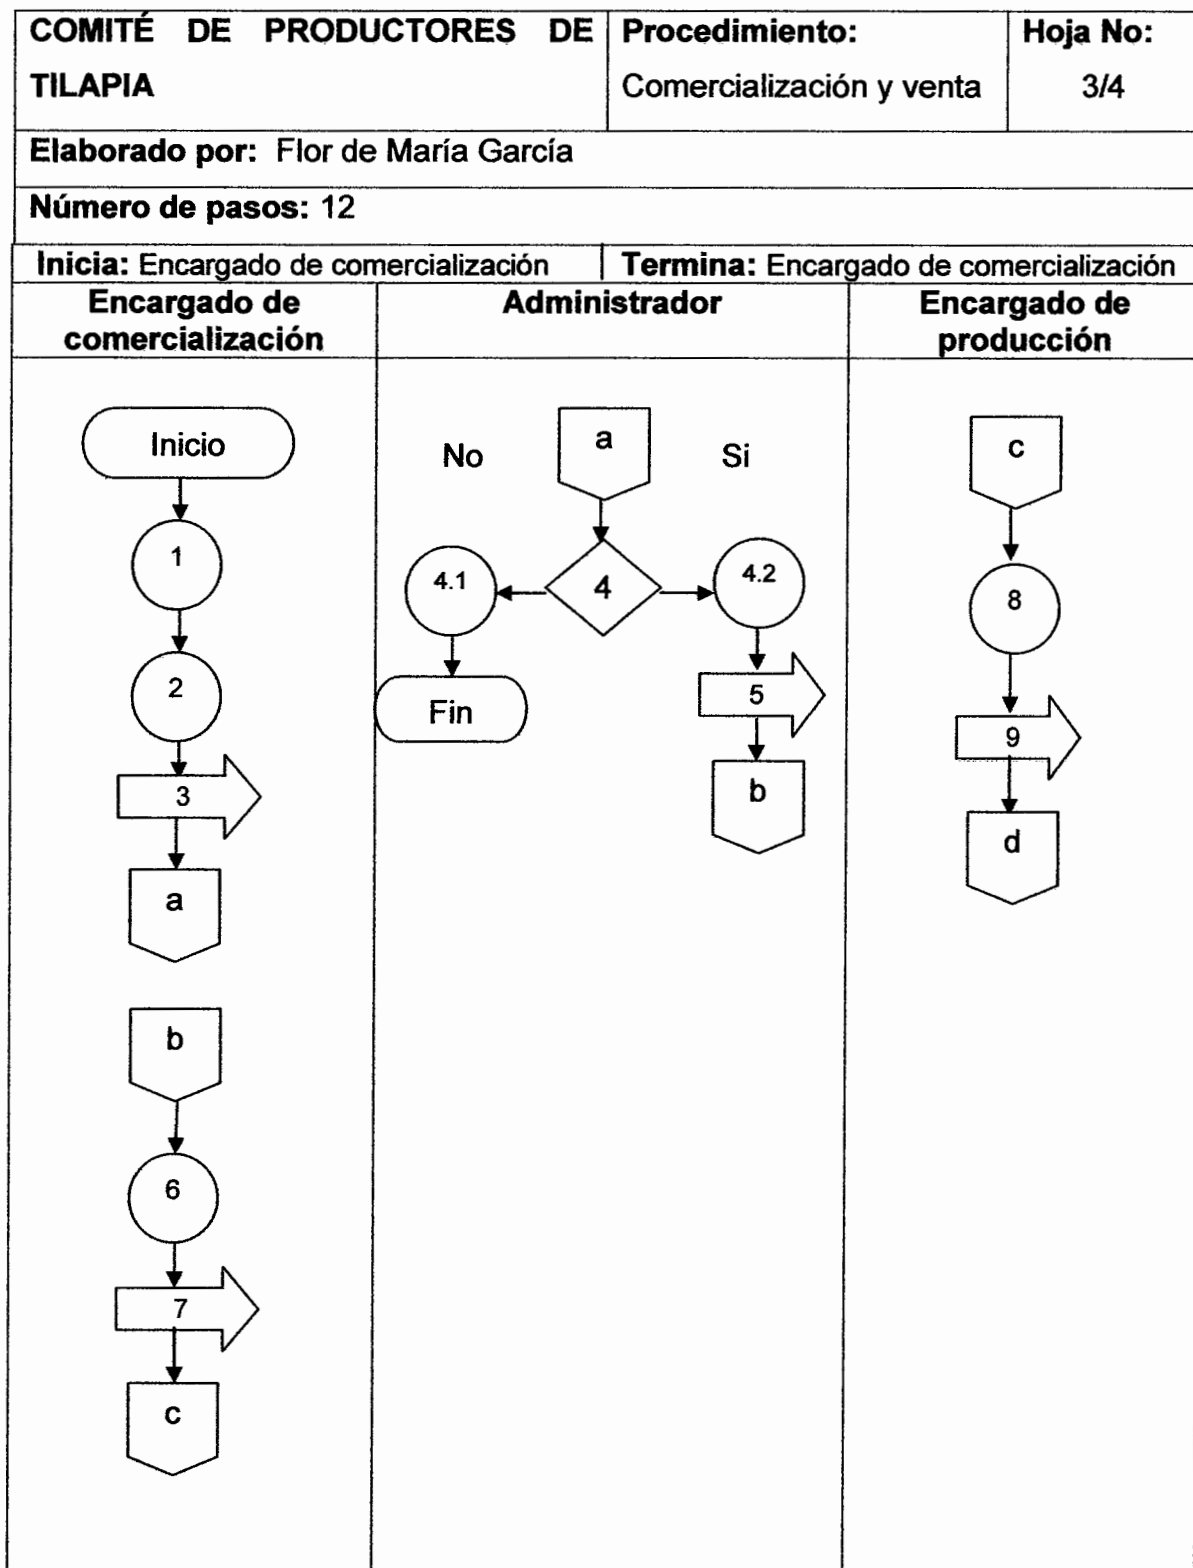 COMITÉ DE PRODUCTORES DE
TILAPIA
Procedimiento:
Comercialización y venta
Hoja No:
3/4
Elaborado por: Flor de María García
Número de pasos: 12
Inicia: Encargado de comercialización
Termina: Encargado de comercialización
Encargado de
comercialización
Administrador
Encargado de
producción
Inicio
1
2
3
a
b
6
7
c
a
No
Si
4.1
4
4.2
Fin
5
b
c
8
9
d